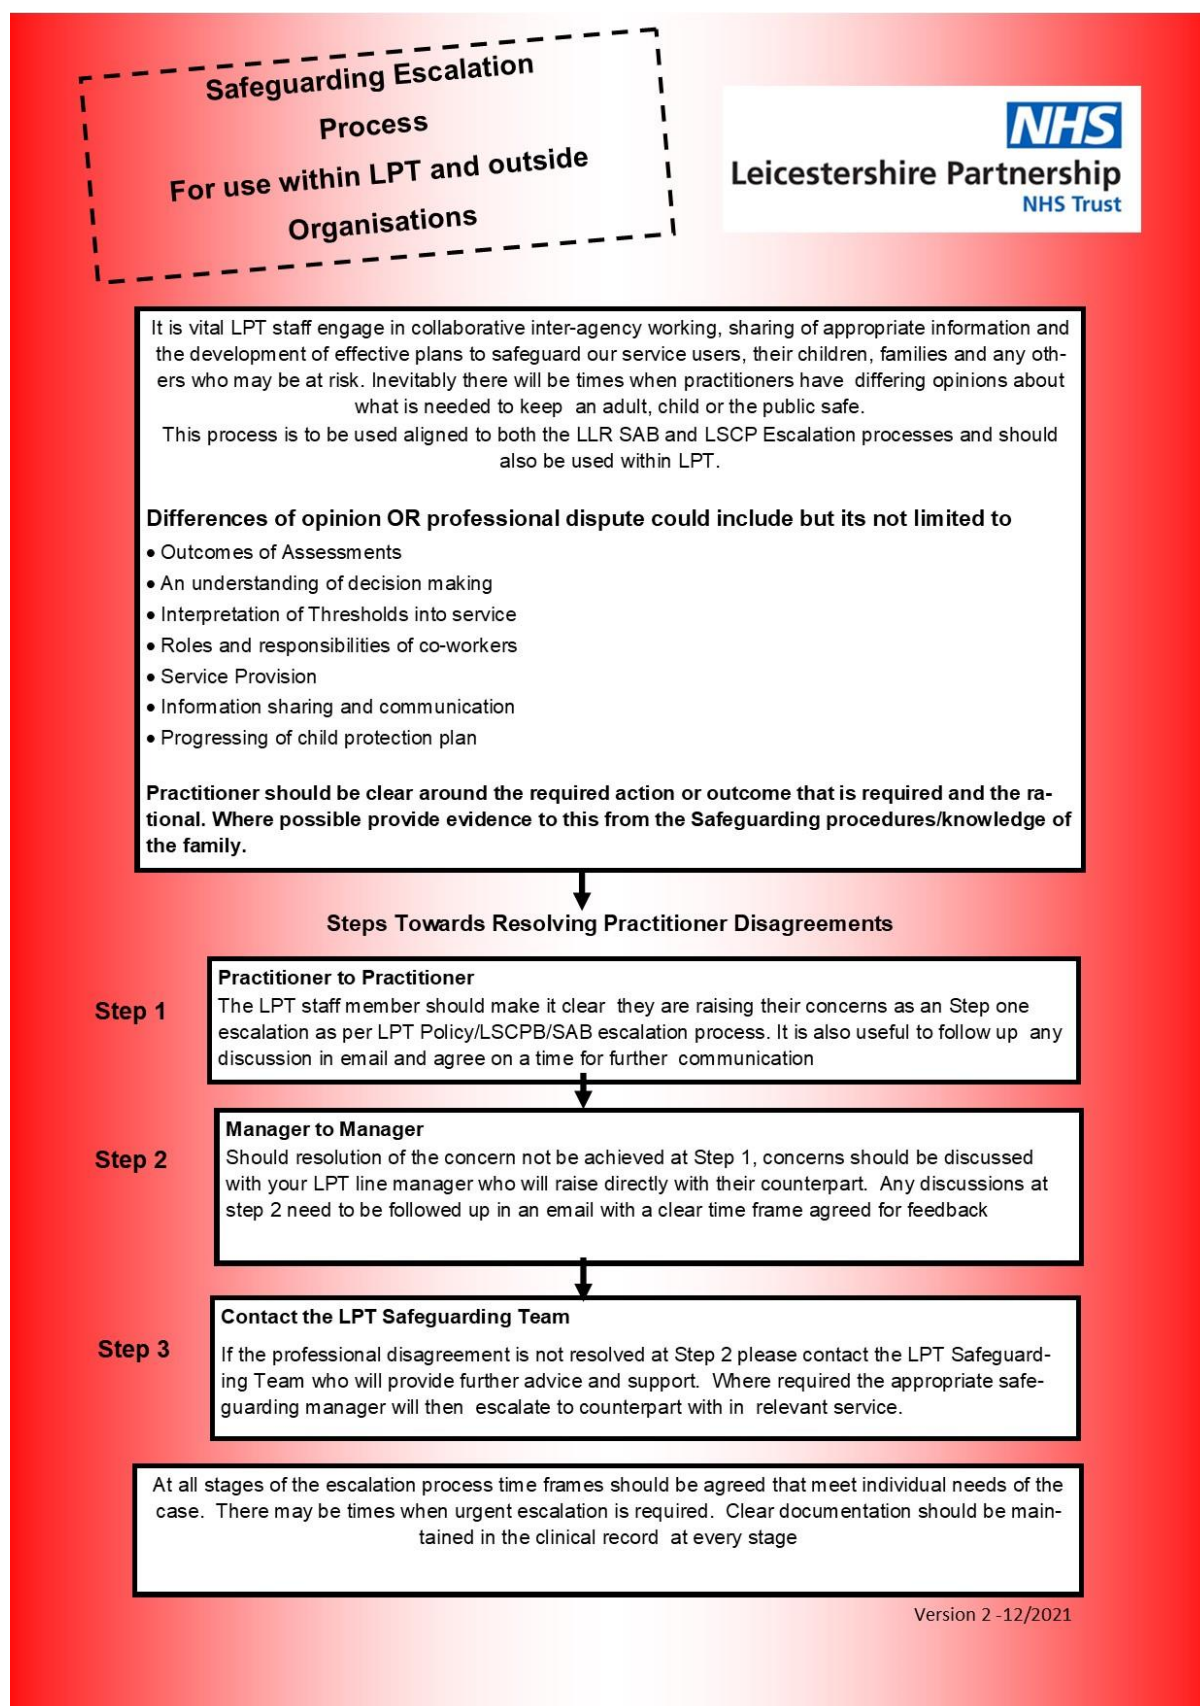 Safeguarding Escalation
Process
For use within LPT and outside
Organisations
NHS
Leicestershire Partnership
NHS Trust
It is vital LPT staff engage in collaborative inter-agency working, sharing of appropriate information and
the development of effective plans to safeguard our service users, their children, families and any oth-
ers who may be at risk. Inevitably there will be times when practitioners have differing opinions about
what is needed to keep an adult, child or the public safe.
This process is to be used aligned to both the LLR SAB and LSCP Escalation processes and should
also be used within LPT.
Differences of opinion OR professional dispute could include but its not limited to
• Outcomes of Assessments
• An understanding of decision making
• Interpretation of Thresholds into service
• Roles and responsibilities of co-workers
• Service Provision
• Information sharing and communication
• Progressing of child protection plan
Practitioner should be clear around the required action or outcome that is required and the ra-
tional. Where possible provide evidence to this from the Safeguarding procedures/knowledge of
the family.
Steps Towards Resolving Practitioner Disagreements
Step 1
Practitioner to Practitioner
The LPT staff member should make it clear they are raising their concerns as an Step one
escalation as per LPT Policy/LSCPB/SAB escalation process. It is also useful to follow up any
discussion in email and agree on a time for further communication
Step 2
Manager to Manager
Should resolution of the concern not be achieved at Step 1, concerns should be discussed
with your LPT line manager who will raise directly with their counterpart. Any discussions at
step 2 need to be followed up in an email with a clear time frame agreed for feedback
Step 3
Contact the LPT Safeguarding Team
If the professional disagreement is not resolved at Step 2 please contact the LPT Safeguard-
ing Team who will provide further advice and support. Where required the appropriate safe-
guarding manager will then escalate to counterpart with in relevant service.
At all stages of the escalation process time frames should be agreed that meet individual needs of the
case. There may be times when urgent escalation is required. Clear documentation should be main-
tained in the clinical record at every stage
Version 2 -12/2021